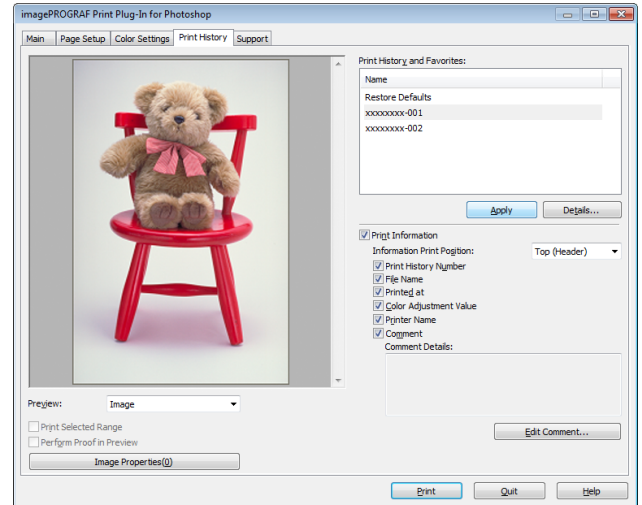 imagePROGRAF Print Plug-In for Photoshop
Main Page Setup Color Settings Print History Support
Print History and Favorites:
Name
Restore Defaults
xxxxxxxx-001
xxxxxxxx-002
Apply Details...
Print Information
Information Print Position: Top (Header)
Print History Number
File Name
Printed at
Color Adjustment Value
Printer Name
Comment
Comment Details:
Preview: Image
Print Selected Range
Perform Proof in Preview
Edit Comment...
Image Properties(0)
Print Quit Help